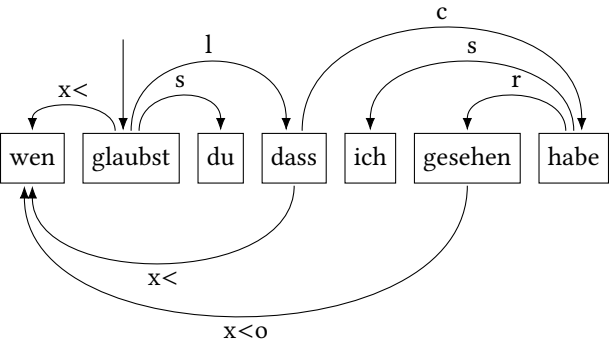 c
l
s
x<
s
r
wen glaubst du dass ich gesehen habe
x<
x<o